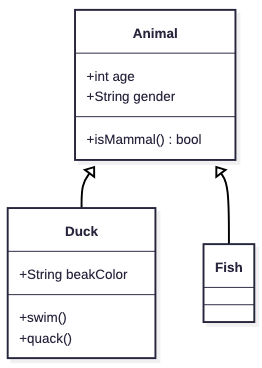 Animal
+int age
+String gender
+isMammal() : bool
Duck
+String beakColor
+swim()
+quack()
Fish